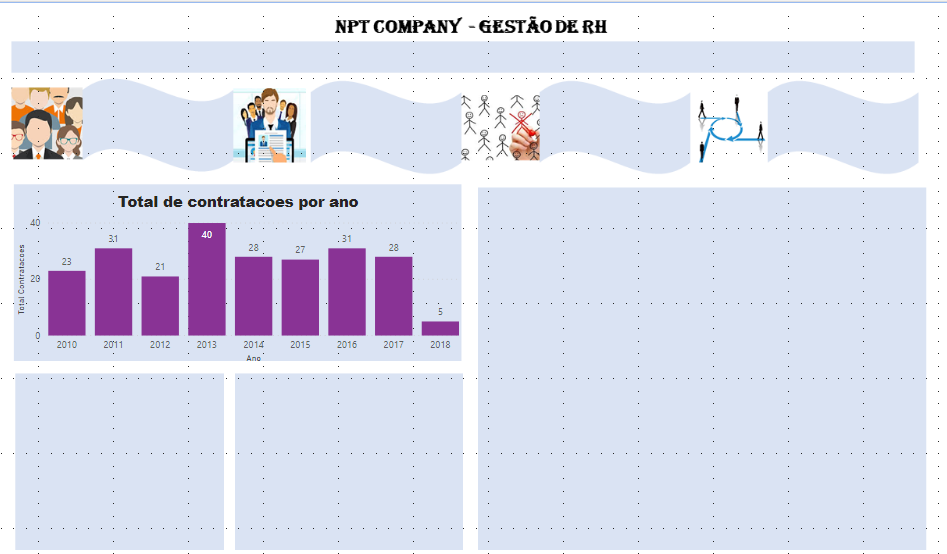 NPT COMPANY - GESTÃO DE RH
Total de contratacoes por ano
Total Contratacoes
40
20
0
23
31
21
40
28
27
31
28
5
2010 2011 2012 2013 2014 2015 2016 2017 2018
Ano